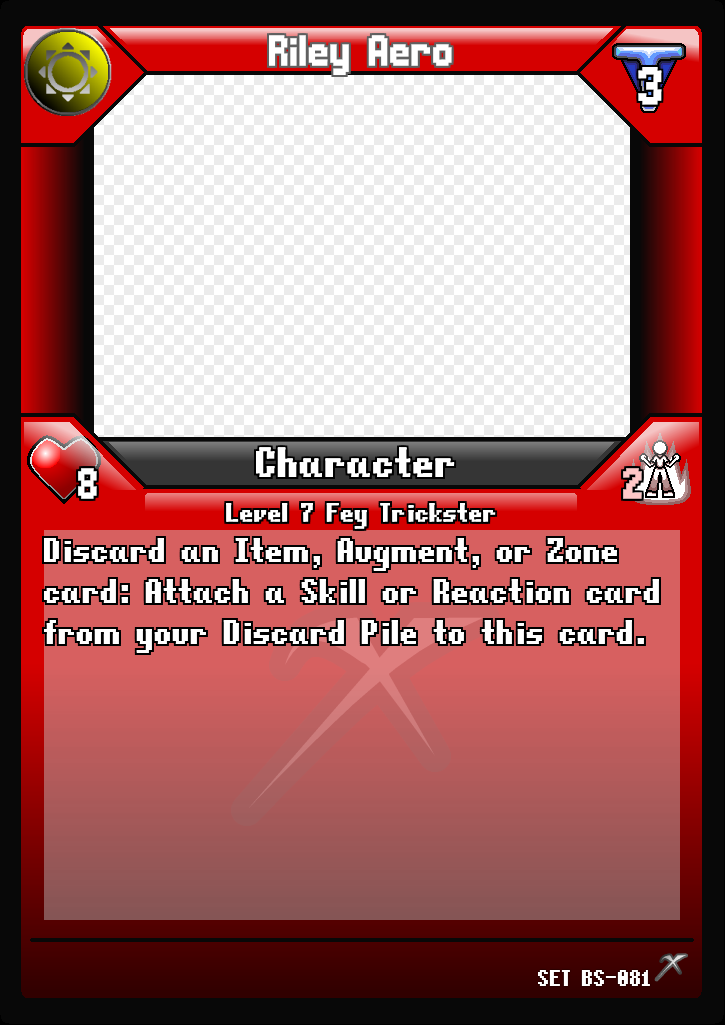 Riley Aero
3
Character
8
2
Level 7 Fey Trickster
Discard an Item, Augment, or Zone
card: Attach a Skill or Reaction card
from your Discard Pile to this card.
SET BS-081